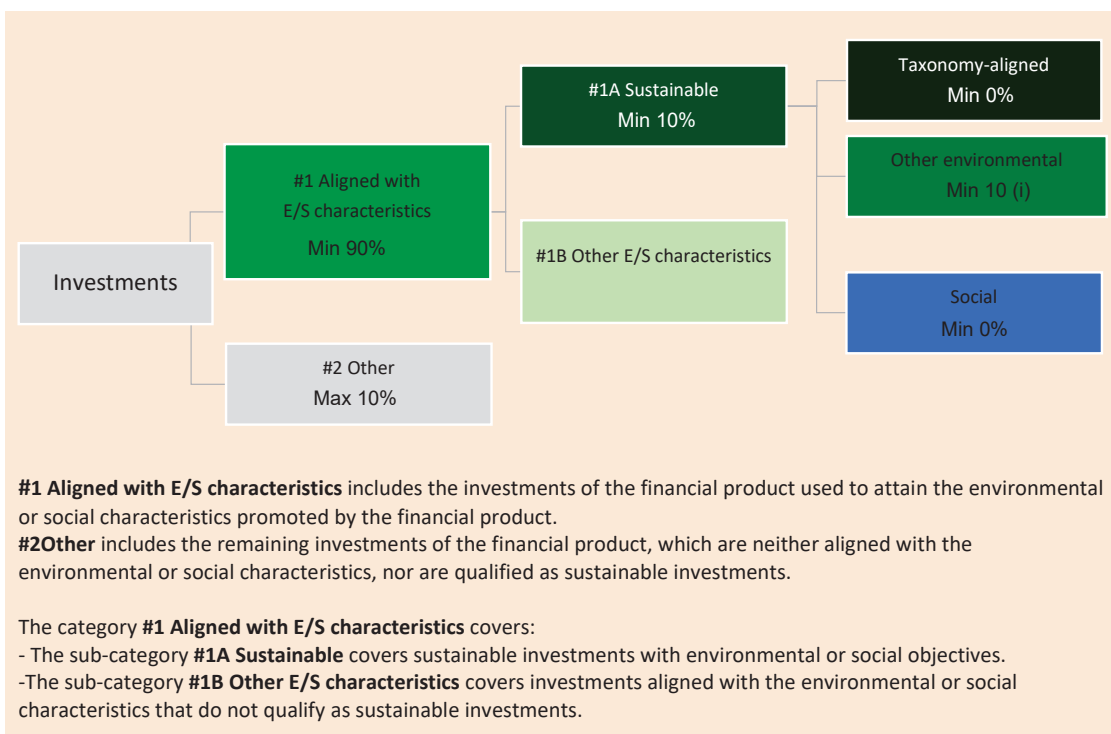 Investments
#1 Aligned with
E/S characteristics
Min 90%
#2 Other
Max 10%
#1A Sustainable
Min 10%
#1B Other E/S characteristics
Taxonomy-aligned
Min 0%
Other environmental
Min 10 (i)
Social
Min 0%
#1 Aligned with E/S characteristics includes the investments of the financial product used to attain the environmental
or social characteristics promoted by the financial product.
#2Other includes the remaining investments of the financial product, which are neither aligned with the
environmental or social characteristics, nor are qualified as sustainable investments.
The category #1 Aligned with E/S characteristics covers:
- The sub-category #1A Sustainable covers sustainable investments with environmental or social objectives.
-The sub-category #1B Other E/S characteristics covers investments aligned with the environmental or social
characteristics that do not qualify as sustainable investments.